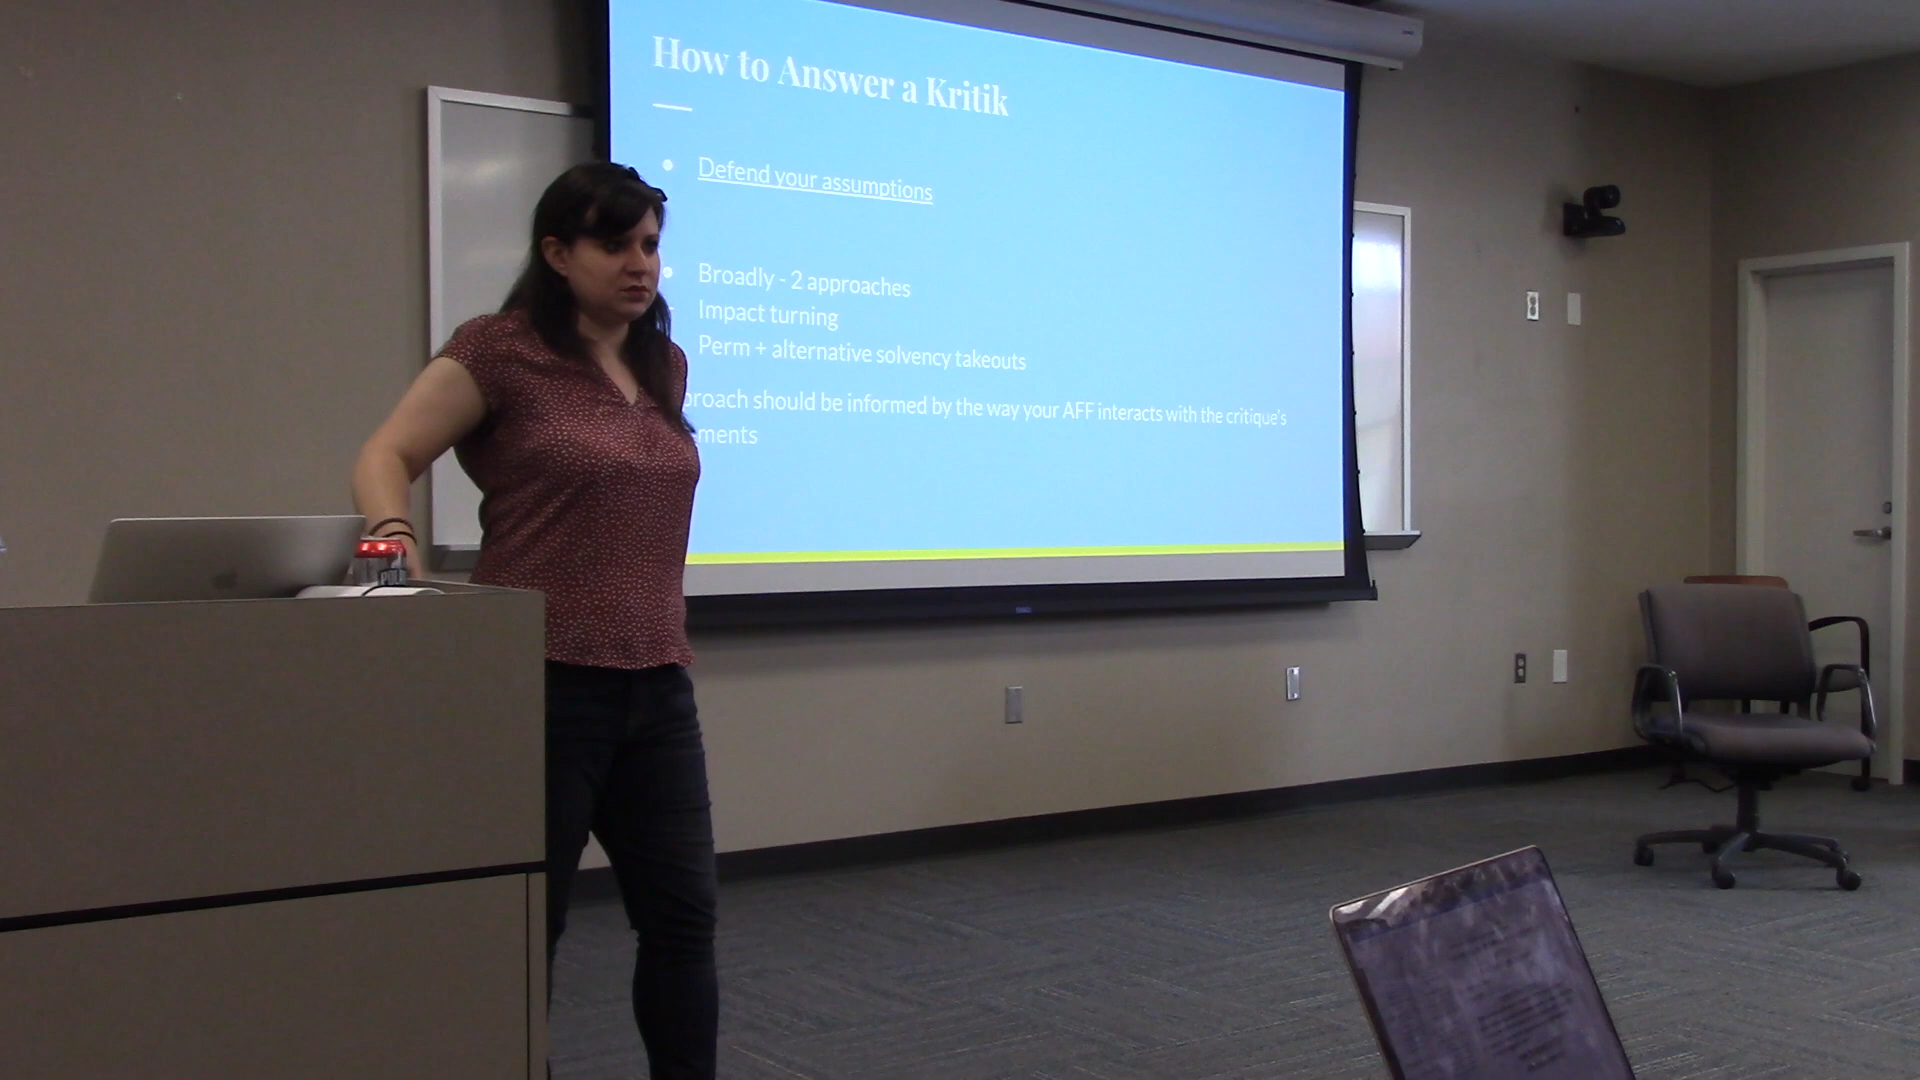 How to Answer a Kritik
Defend your assumptions
Broadly - 2 approaches
Impact turning
Perm + alternative solvency takeouts
proach should be informed by the way your AFF interacts with the critique's
ments